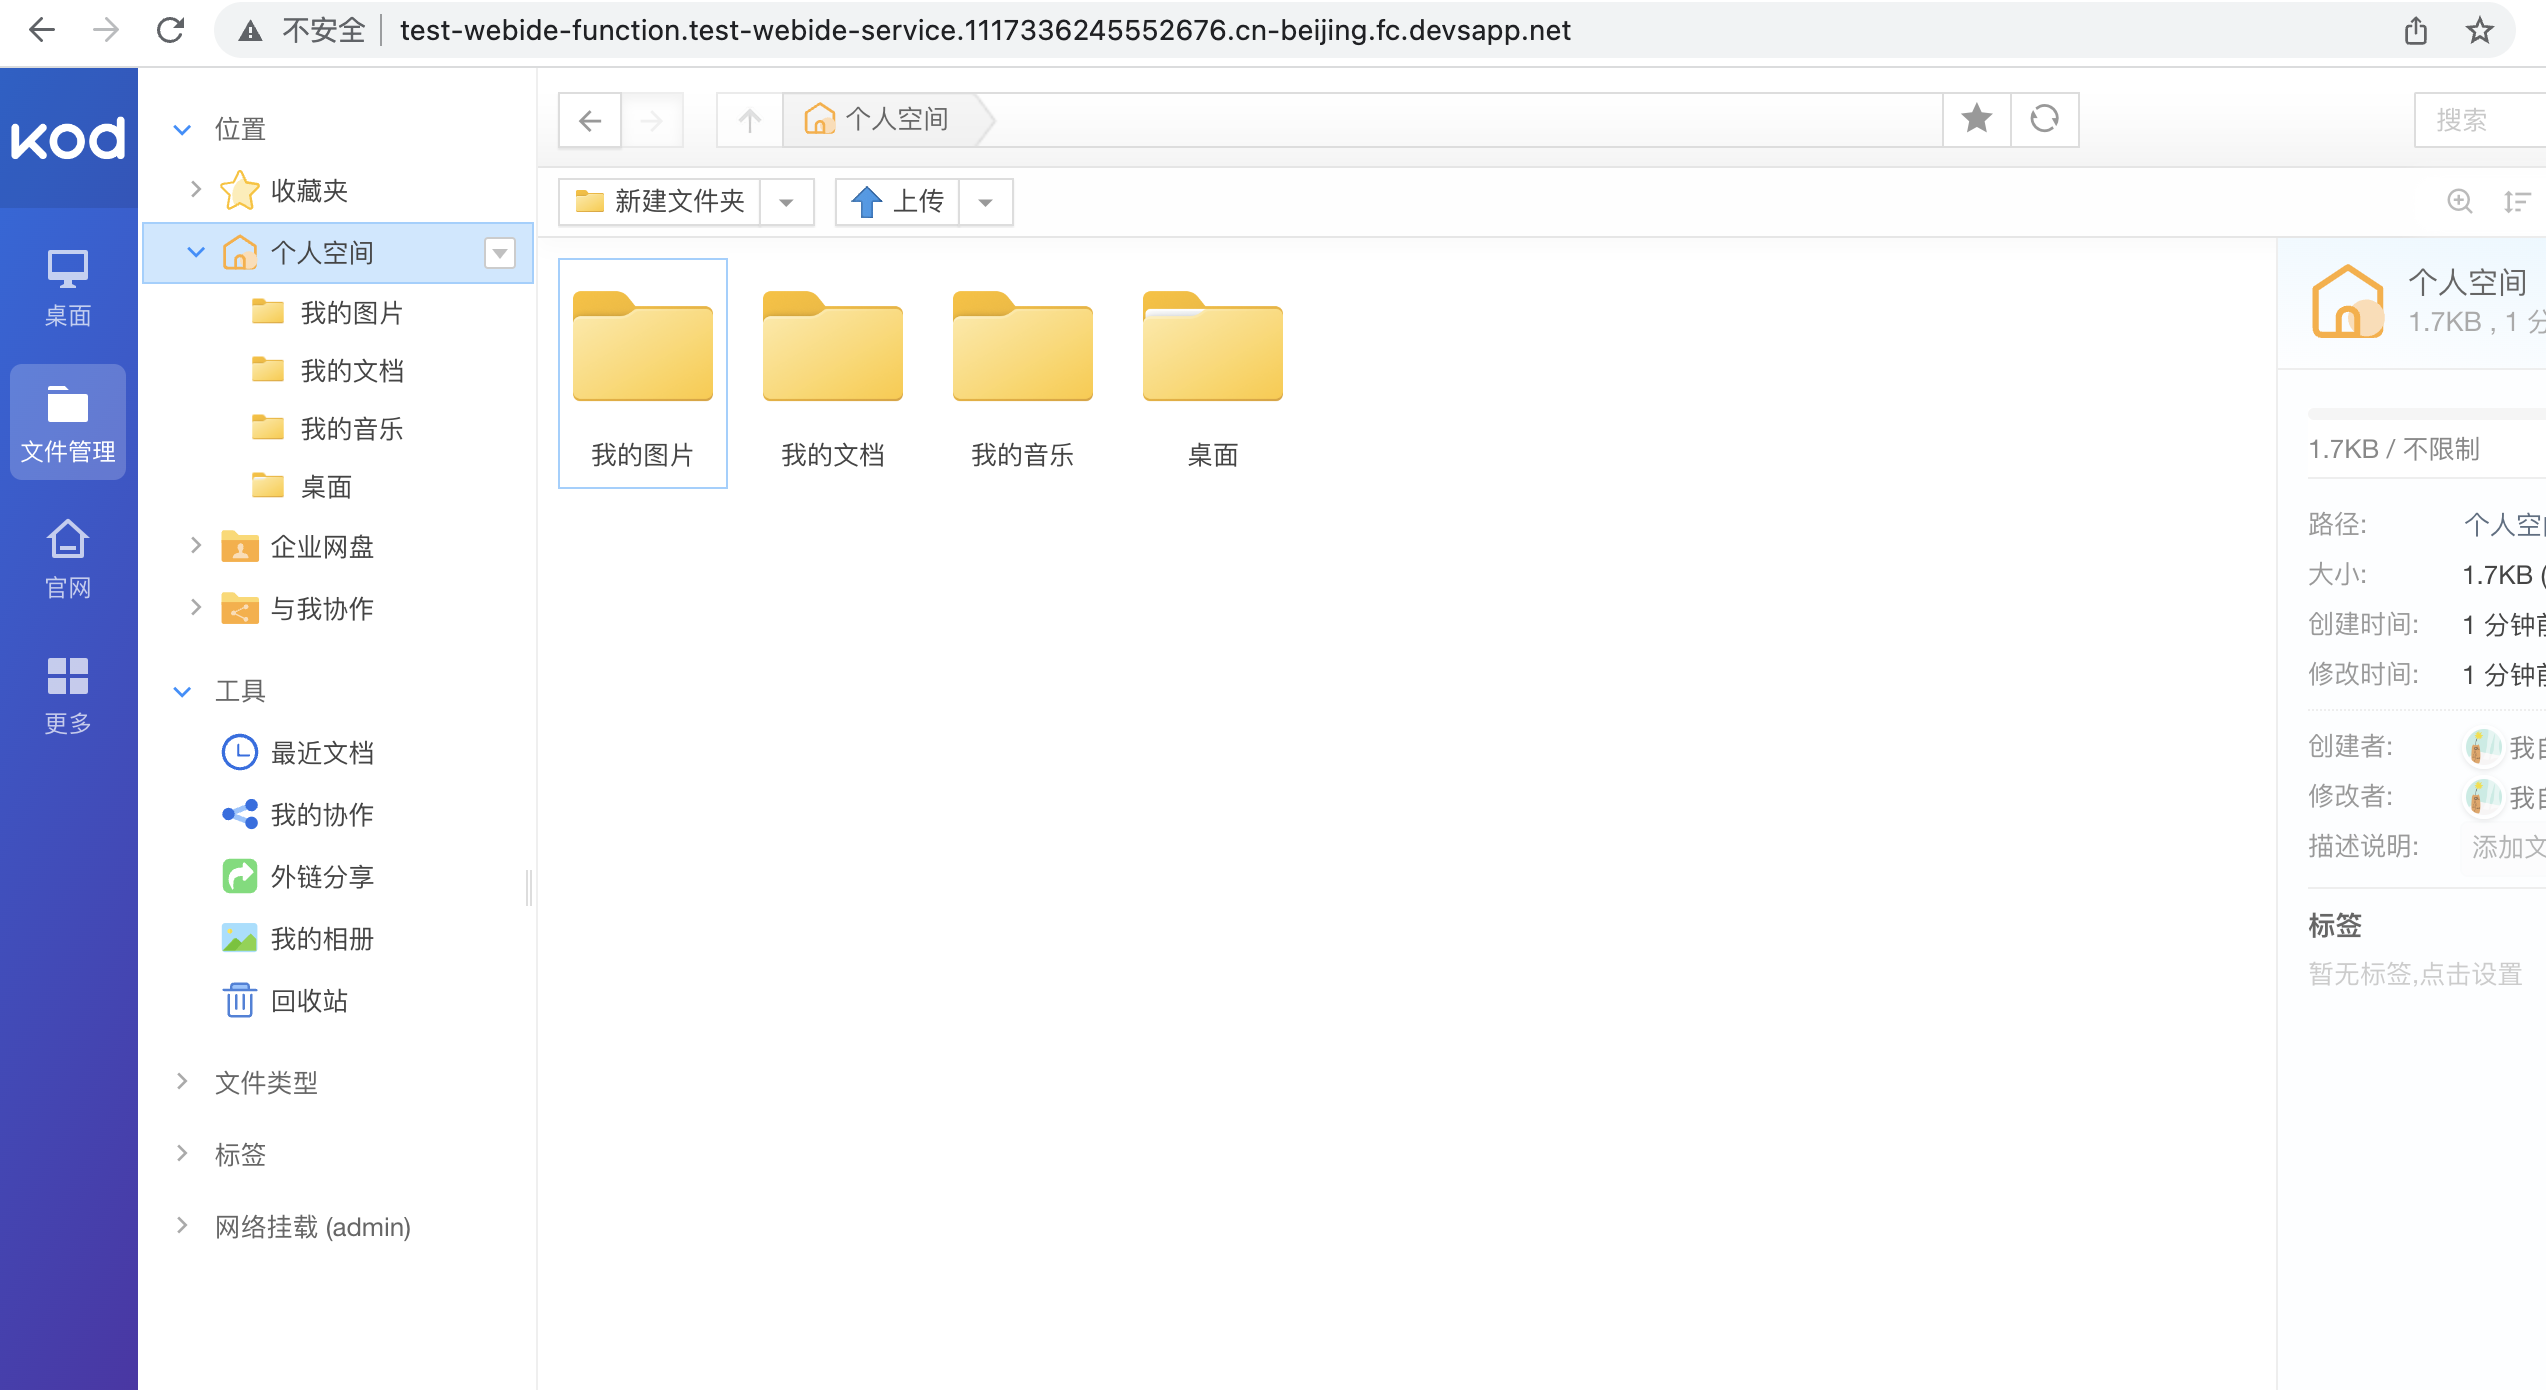 不安全 test-webide-function.test-webide-service.1117336245552676.cn-beijing.fc.devsapp.net
kod
桌面
文件管理
官网
更多
位置
收藏夹
个人空间
我的图片
我的文档
我的音乐
桌面
企业网盘
与我协作
工具
最近文档
我的协作
外链分享
我的相册
回收站
文件类型
标签
网络挂载 (admin)
个人空间
搜索
新建文件夹
上传
我的图片
我的文档
我的音乐
桌面
个人空间
1.7KB , 1
1.7KB / 不限制
路径: 个人空
大小: 1.7KB (
创建时间: 1 分钟
修改时间: 1 分钟
创建者: 我
修改者: 我
描述说明: 添加文
标签
暂无标签,点击设置